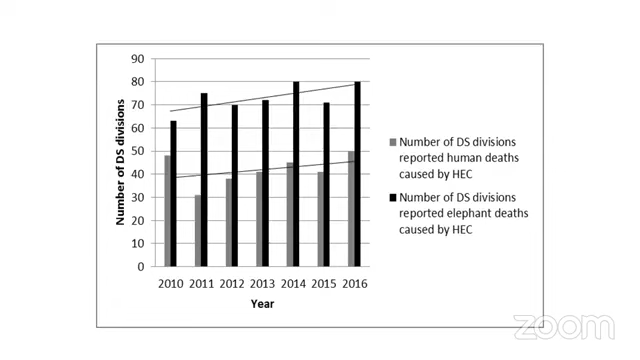 90
80
70
60
50
40
30
20
10
0
Number of DS divisions
2010 2011 2012 2013 2014 2015 2016
Year
Number of DS divisions
reported human deaths
caused by HEC
Number of DS divisions
reported elephant deaths
caused by HEC
zoom